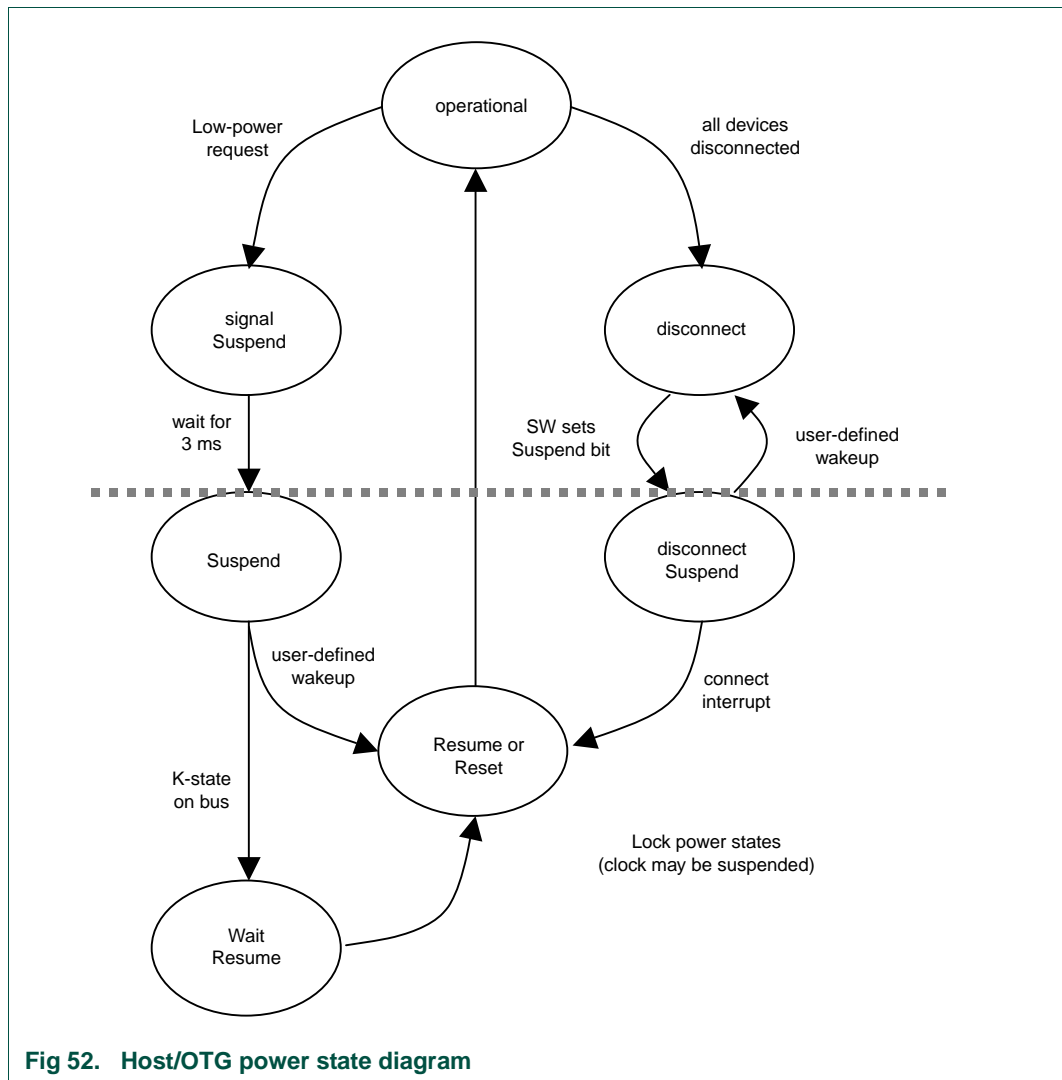 operational
Low-power
request
all devices
disconnected
signal
Suspend
disconnect
wait for
3 ms
SW sets
Suspend bit
user-defined
wakeup
Suspend
disconnect
Suspend
user-defined
wakeup
connect
interrupt
Resume or
Reset
K-state
on bus
Lock power states
(clock may be suspended)
Wait
Resume
Fig 52. Host/OTG power state diagram